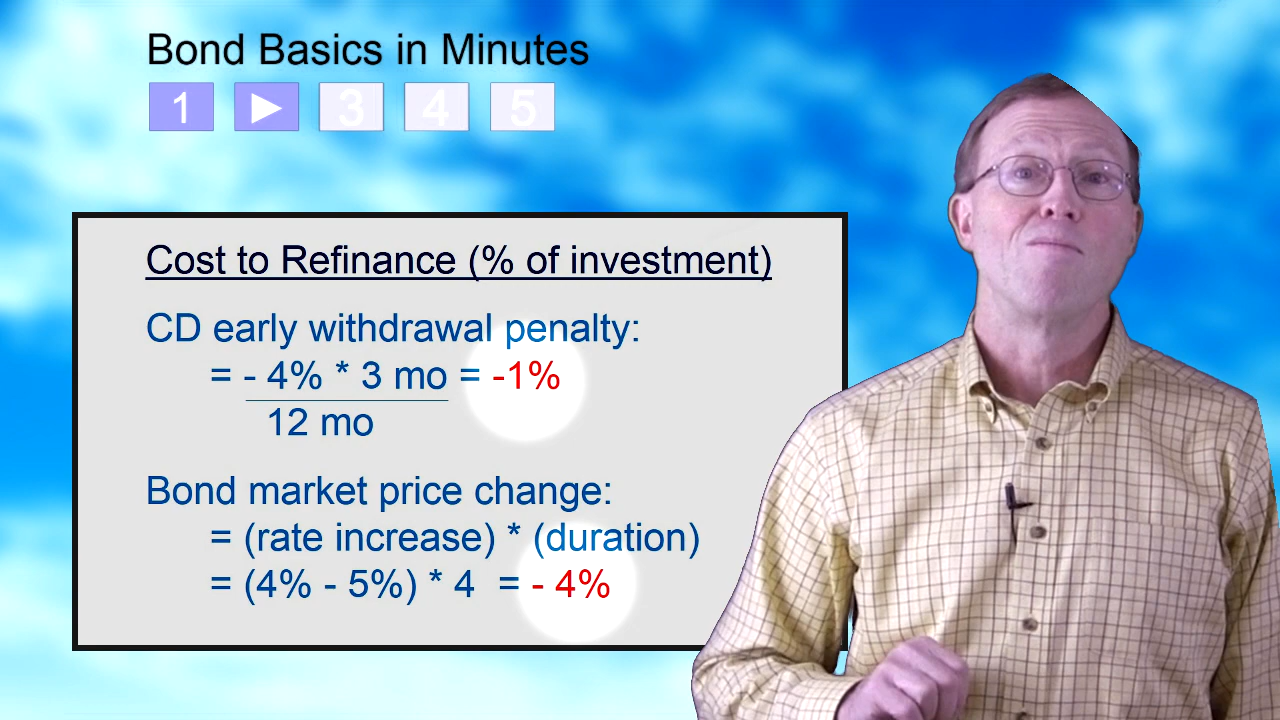 Bond Basics in Minutes
1 3 4 5
Cost to Refinance (% of investment)
CD early withdrawal penalty:
= - 4% * 3 mo = -1%
12 mo
Bond market price change:
= (rate increase) * (duration)
= (4% - 5%) * 4 = - 4%